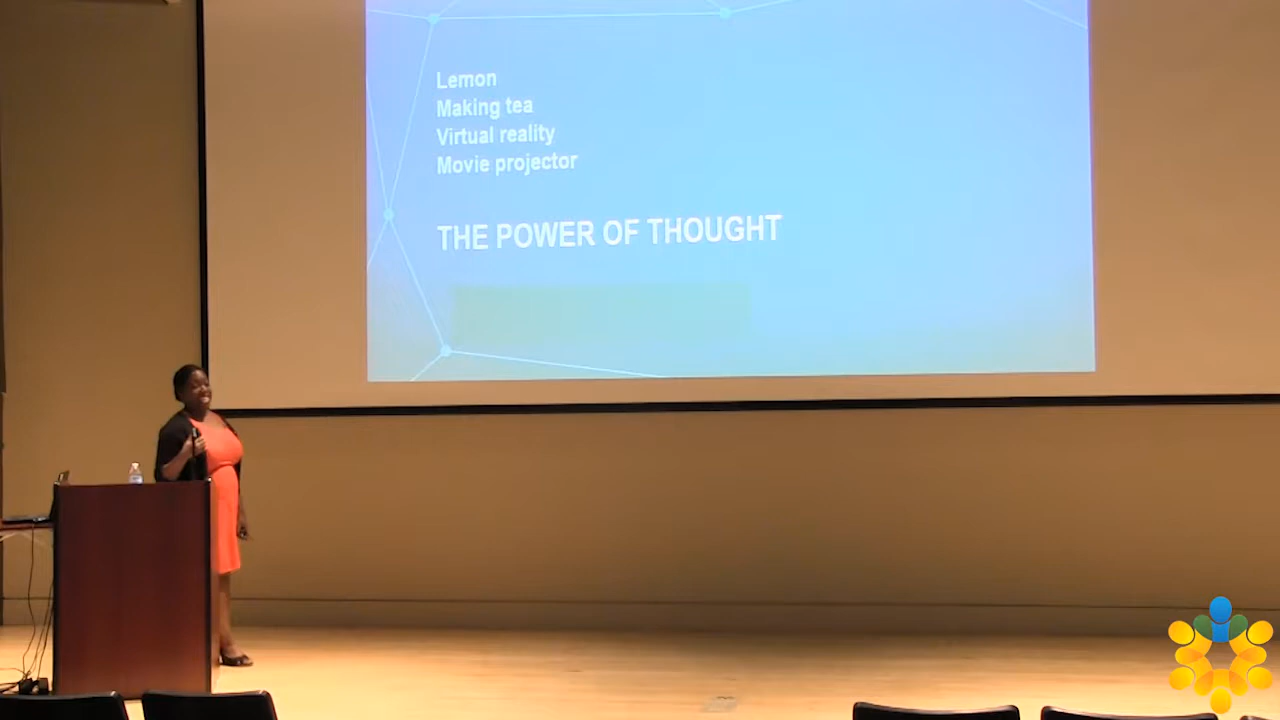 Lemon
Making tea
Virtual reality
Movie projector
THE POWER OF THOUGHT